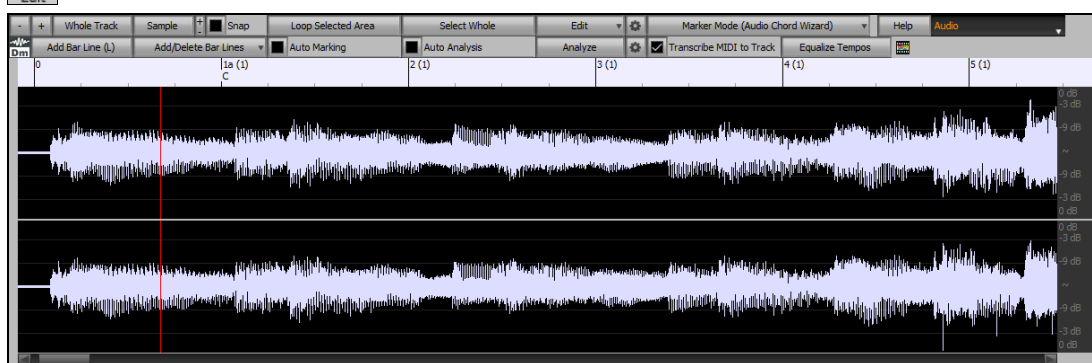 Edit
- + Whole Track Sample + - Snap Loop Selected Area Select Whole Edit Marker Mode (Audio Chord Wizard) Help Audio
Dm Add Bar Line (L) Add/Delete Bar Lines Auto Marking Auto Analysis Analyze Transcribe MIDI to Track Equalize Tempos
0 1a (1) 2 (1) 3 (1) 4 (1) 5 (1)
C
0 dB
-3 dB
-9 dB
~
-9 dB
-3 dB
0 dB
0 dB
-3 dB
-9 dB
~
-9 dB
-3 dB
0 dB